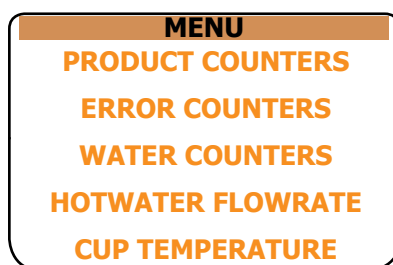 MENU
PRODUCT COUNTERS
ERROR COUNTERS
WATER COUNTERS
HOTWATER FLOWRATE
CUP TEMPERATURE